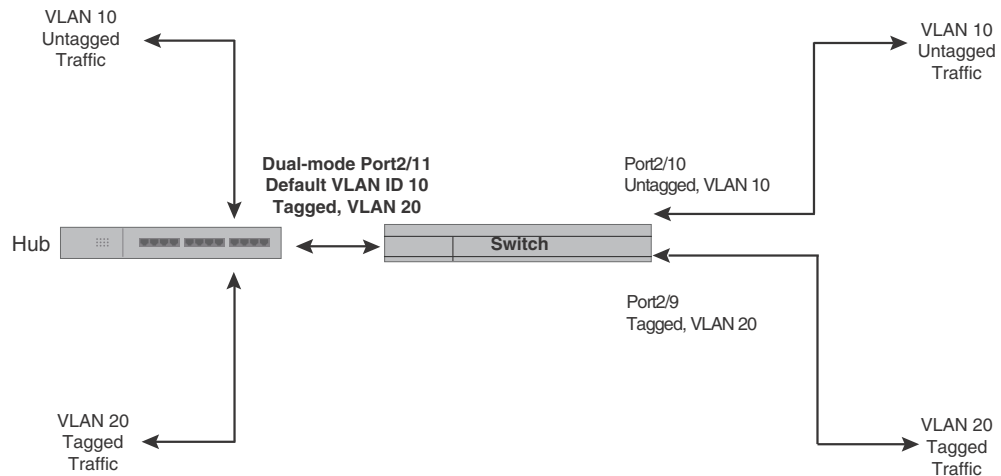 VLAN 10
Untagged
Traffic
VLAN 10
Untagged
Traffic
Dual-mode Port2/11
Default VLAN ID 10
Tagged, VLAN 20
Port2/10
Untagged, VLAN 10
Hub
Switch
Port2/9
Tagged, VLAN 20
VLAN 20
Tagged
Traffic
VLAN 20
Tagged
Traffic